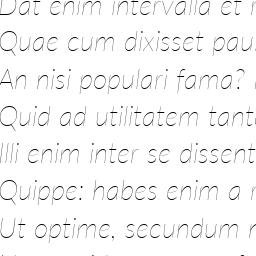 Dat enim intervalla et r
Quae cum dixisset pau
An nisi populari fama?
Quid ad utilitatem tant
Illi enim inter se dissent
Quippe: habes enim a r
Ut optime, secundum r